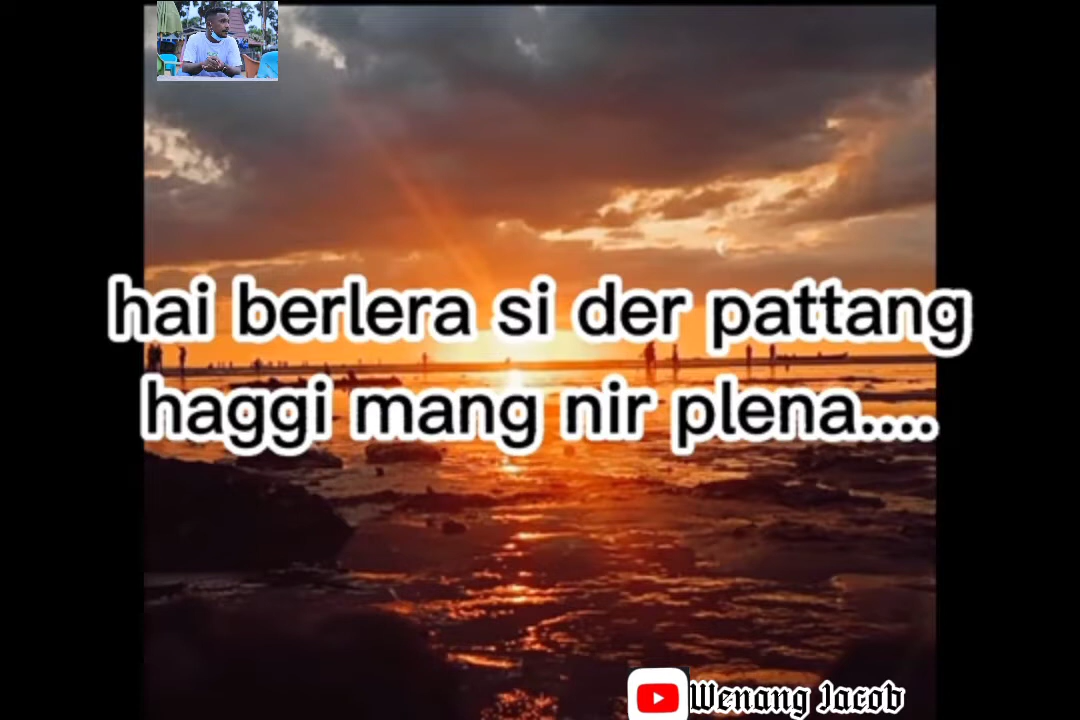 hai berlera si der pattang
haggi mang nir plena....
Wenang Jacob